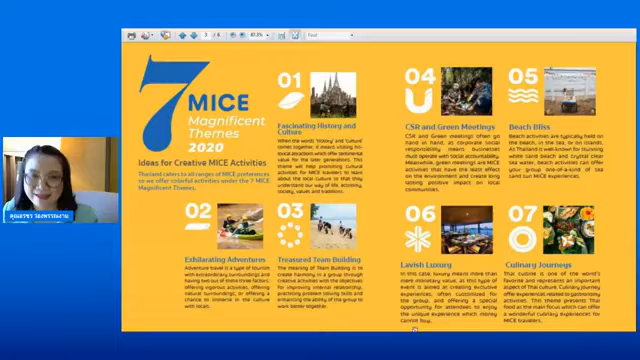 3 / 6
87.3%
Find
7
MICE
Magnificent
Themes
2020
Ideas for Creative MICE Activities
Thailand caters to all ranges of MICE preferences
so we offer colorful activities under the 7 MICE
Magnificent Themes.
01
Fascinating History and
Culture
When the words "history" and "culture"
comes together, it means visiting his-
torical attractions which offer sentimental
value for the later generations. This
theme will help promoting cultural
activities for MICE travelers to learn
about the local culture so that they
understand our way of life, economy,
society, values and traditions.
02
Exhilarating Adventures
Adventure travel is a type of tourism
with extraordinary surroundings and
having two out of these three factors:
offering vigorous activities, offering
natural surroundings, or offering a
chance to immerse in the culture
with locals.
03
Treasured Team Building
The meaning of Team Building is to
create harmony in a group through
creative activities with the objectives
for improving internal relationship,
practicing problem solving skills and
enhancing the ability of the group to
work better together.
04
CSR and Green Meetings
CSR and Green meetings often go
hand in hand, as corporate social
responsibility means businesses
must operate with social accountability.
Meanwhile, green meetings are MICE
activities that have the least effect
on the environment and create long
lasting positive impact on local
communities.
05
Beach Bliss
Beach activities are typically held on
the beach, in the sea, or on islands.
As Thailand is well-known for stunning
white sand beach and crystal clear
sea water, beach activities can offer
your group one-of-a-kind of sea
sand sun MICE experiences.
06
Lavish Luxury
In this case, luxury means more than
mere monetary value, as this type of
event is aimed at creating exclusive
experiences, often customised for
the group, and offering a special
opportunity for attendees to enjoy
the unique experience which money
cannot buy.
07
Culinary Journeys
Thai cuisine is one of the world's
favorite and represents an important
aspect of Thai culture. Culinary journey
offer experiences related to gastronomy
activities. This theme presents Thai
food as the main focus which can offer
a wonderful culinary experiences for
MICE travelers.